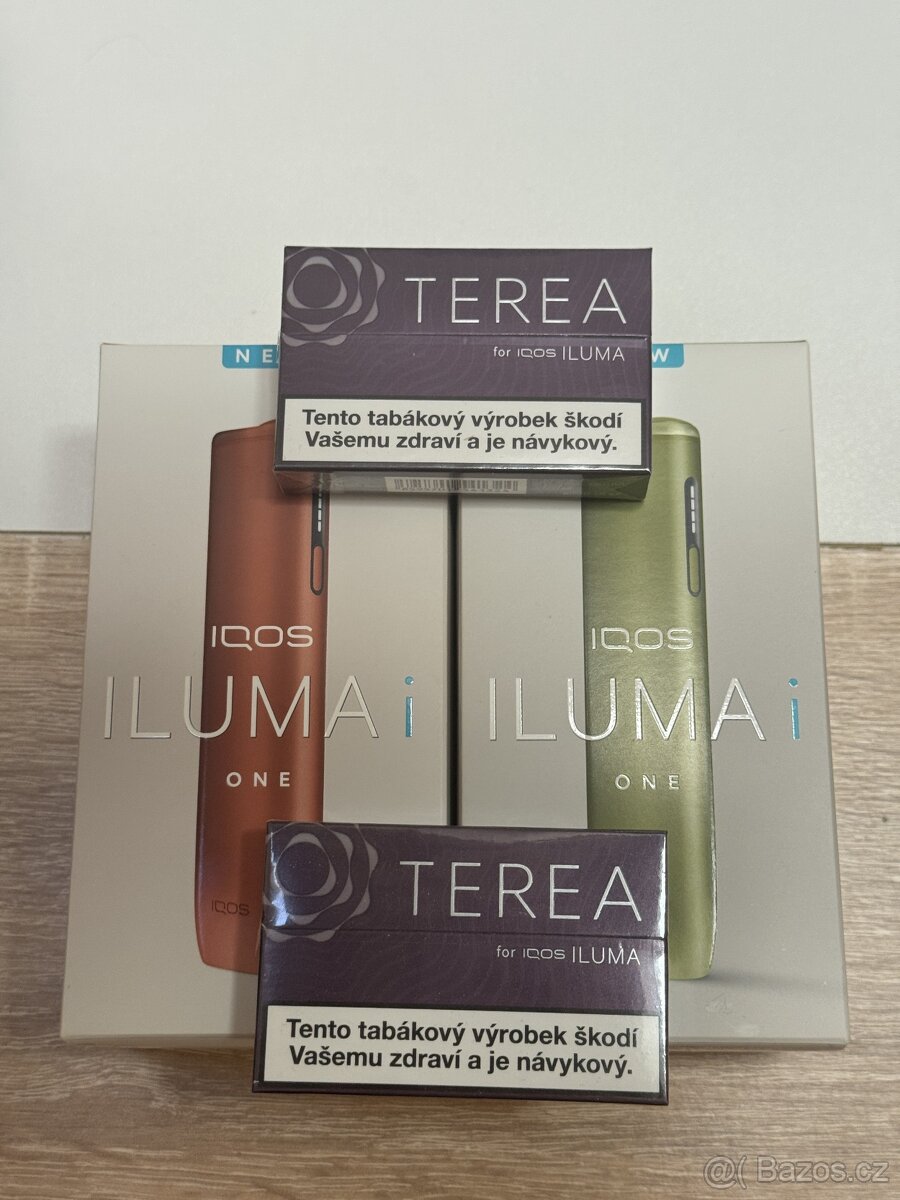 TEREA
for IQOS ILUMA
Tento tabákový výrobek škodí
Vašemu zdraví a je návykový.
IQOS
ILUMA i
ONE
IQOS
IQOS
ILUMA i
ONE
TEREA
for IQOS ILUMA
Tento tabákový výrobek škodí
Vašemu zdraví a je návykový.
@( Bazos.cz